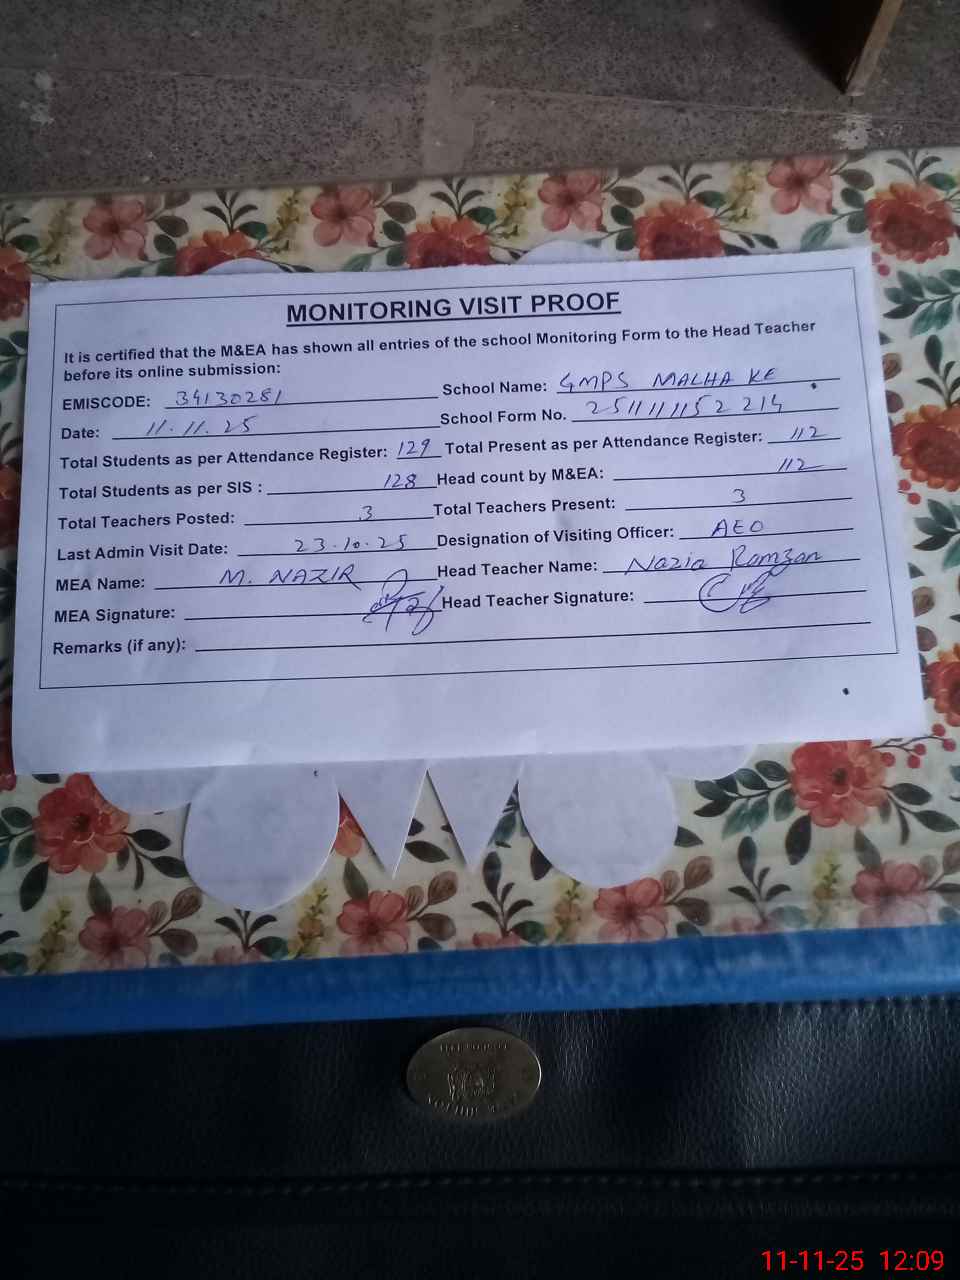 MONITORING VISIT PROOF
It is certified that the M&EA has shown all entries of the school Monitoring Form to the Head Teacher
before its online submission:
EMISCODE: 34130281 School Name: GMPS MALHA KE
Date: 11.11.25 School Form No. 2511111152214
Total Students as per Attendance Register: 129 Total Present as per Attendance Register: 112
Total Students as per SIS : 128 Head count by M&EA: 112
Total Teachers Posted: 3 Total Teachers Present: 3
Last Admin Visit Date: 23.10.25 Designation of Visiting Officer: AEO
MEA Name: M. NAZIR Head Teacher Name: Nazia Ramzan
MEA Signature: Head Teacher Signature:
Remarks (if any):
11-11-25 12:09